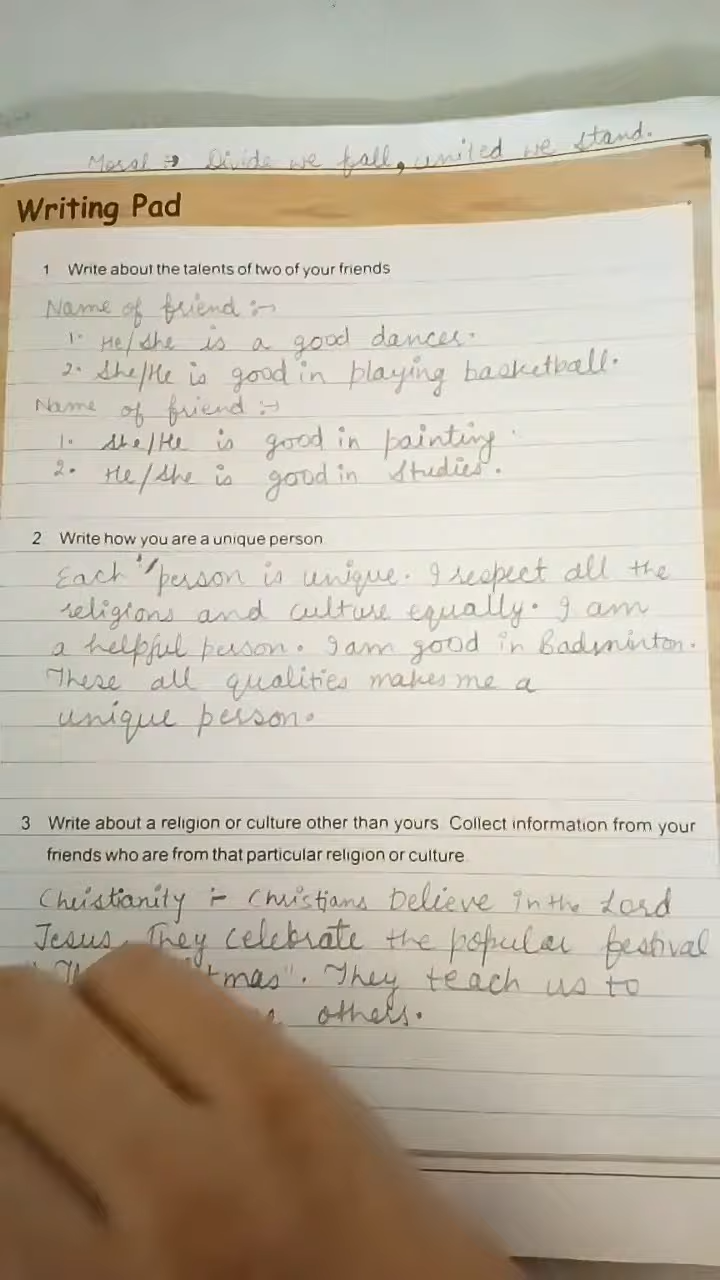 Moral → Divide we fall, united we stand.
Writing Pad
1 Write about the talents of two of your friends
Name of friend :-
1. He/She is a good dancer.
2. She/He is good in playing basketball.
Name of friend :-
1. She/He is good in painting.
2. He/She is good in Studies.
2 Write how you are a unique person
Each person is unique. I respect all the
religions and culture equally. I am
a helpful person. I am good in Badminton.
These all qualities makes me a
unique person.
3 Write about a religion or culture other than yours. Collect information from your
friends who are from that particular religion or culture
Christianity :- Christians believe in the Lord
Jesus. They celebrate the popular festival
tmas". They teach us to
others.